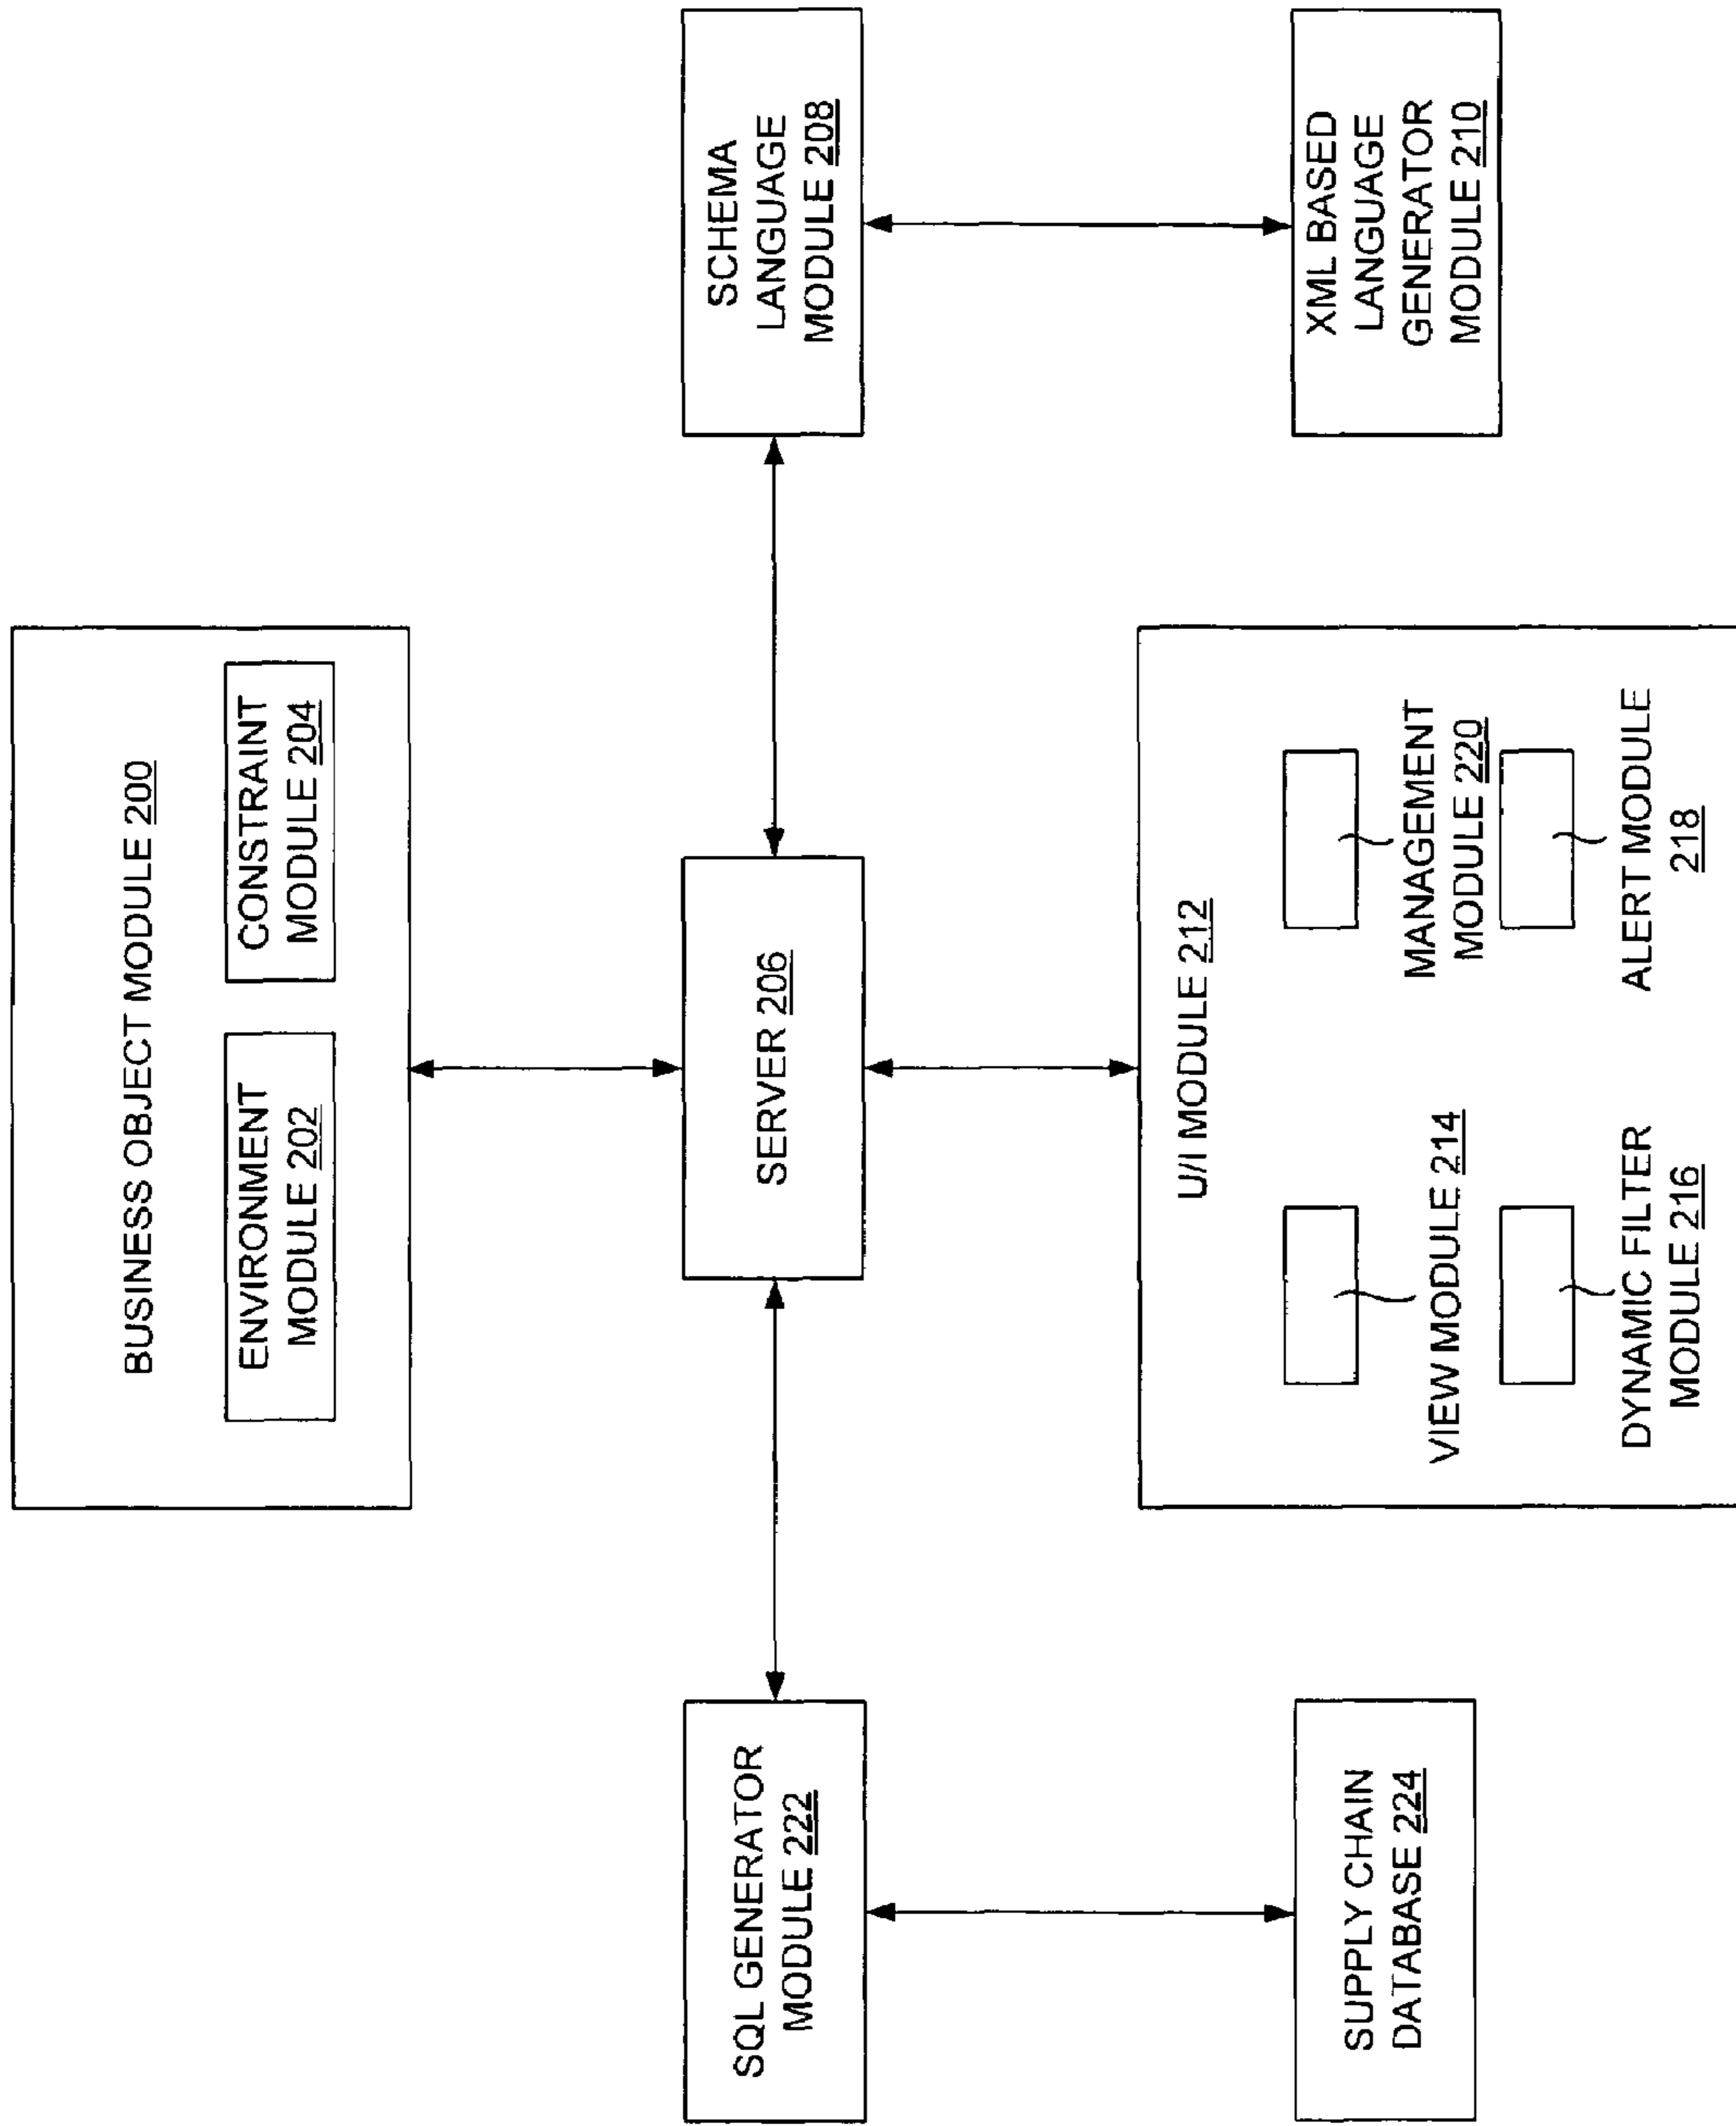 BUSINESS OBJECT MODULE 200
ENVIRONMENT
MODULE 202
CONSTRAINT
MODULE 204
SQL GENERATOR
MODULE 222
SERVER 206
SCHEMA
LANGUAGE
MODULE 208
SUPPLY CHAIN
DATABASE 224
U/I MODULE 212
VIEW MODULE 214
MANAGEMENT
MODULE 220
DYNAMIC FILTER
MODULE 216
ALERT MODULE
218
XML BASED
LANGUAGE
GENERATOR
MODULE 210